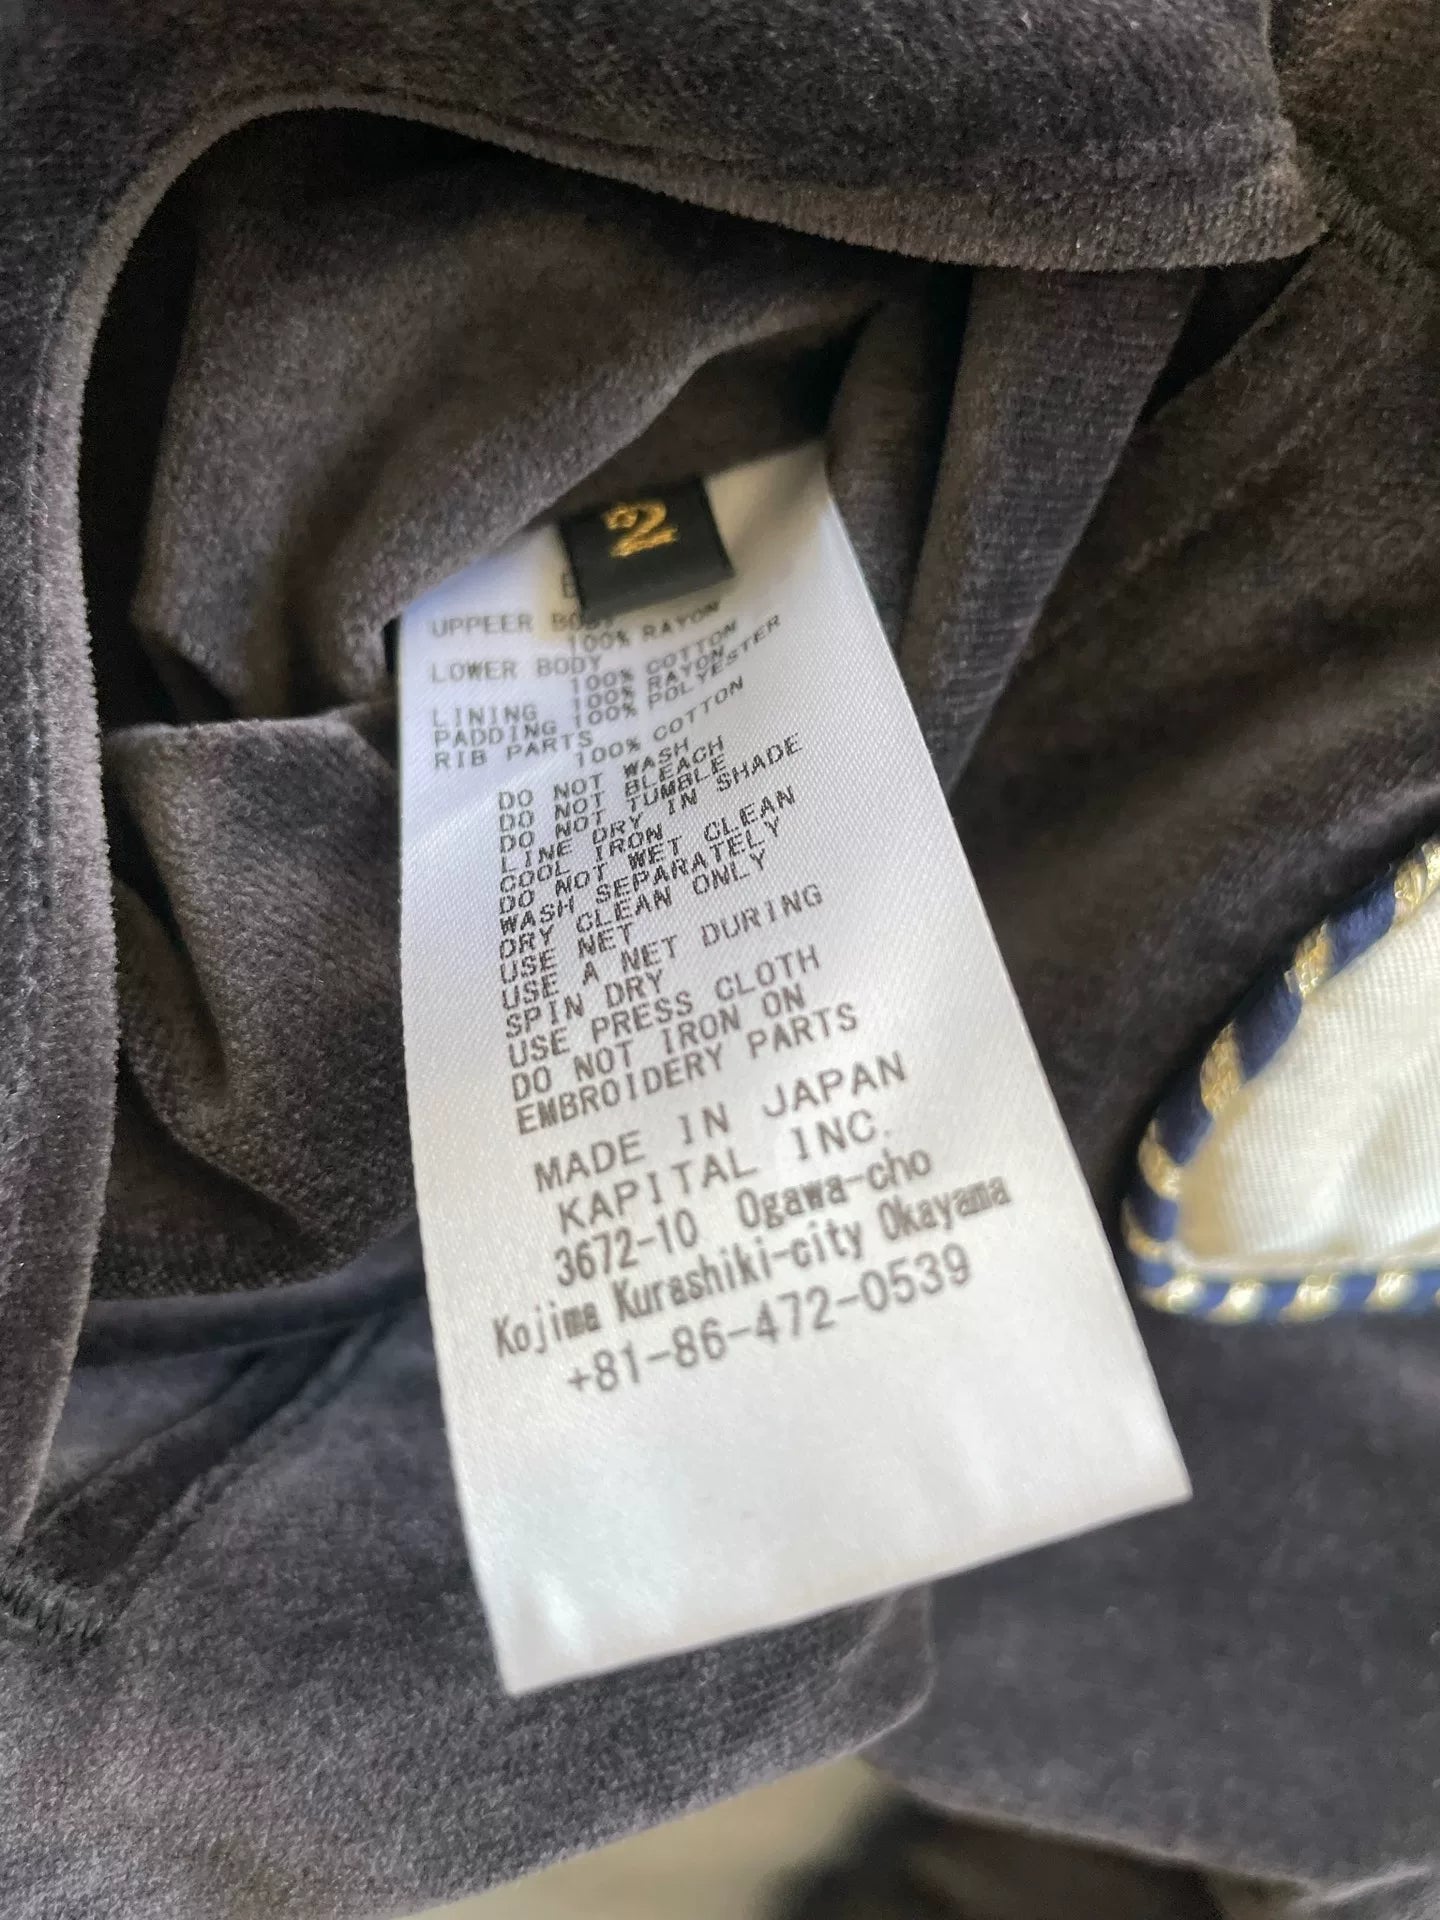 2
UPPEER BODY
100% RAYON
LOWER BODY
100% COTTON
100% RAYON
LINING 100% POLYESTER
PADDING
RIB PARTS 100% COTTON
DO NOT WASH
DO NOT BLEACH
DO NOT TUMBLE
LINE DRY IN SHADE
COOL IRON
DO NOT WET CLEAN
WASH SEPARATELY
DRY CLEAN ONLY
USE NET
USE A NET DURING
SPIN DRY
USE PRESS CLOTH
DO NOT IRON ON
EMBROIDERY PARTS
MADE IN JAPAN
KAPITAL INC.
3672-10 Ogawa-cho
Kojima Kurashiki-city Okayama
+81-86-472-0539